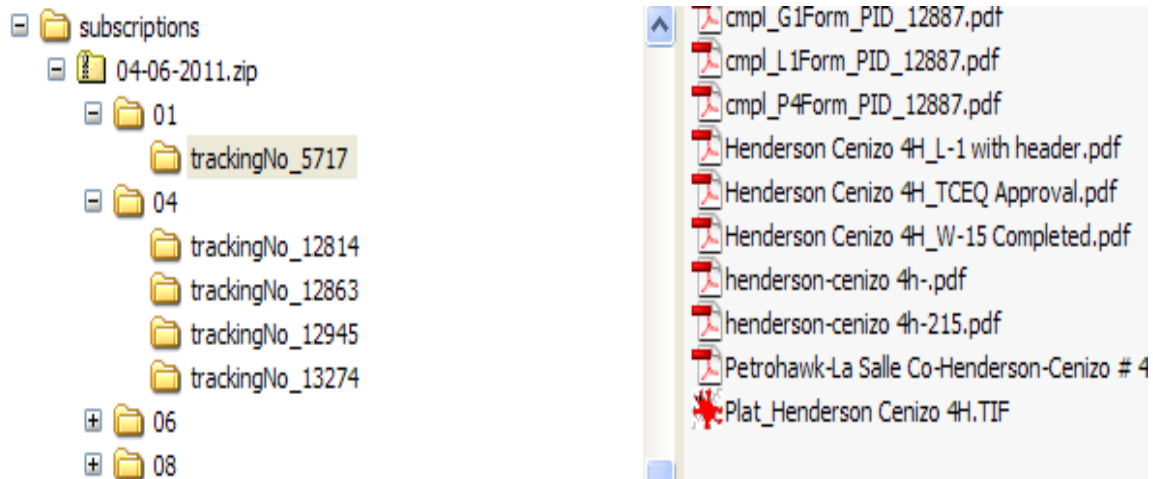 subscriptions
04-06-2011.zip
01
trackingNo_5717
04
trackingNo_12814
trackingNo_12863
trackingNo_12945
trackingNo_13274
06
08
cmpl_G1Form_PID_12887.pdf
cmpl_L1Form_PID_12887.pdf
cmpl_P4Form_PID_12887.pdf
Henderson Cenizo 4H_L-1 with header.pdf
Henderson Cenizo 4H_TCEQ Approval.pdf
Henderson Cenizo 4H_W-15 Completed.pdf
henderson-cenizo 4h-.pdf
henderson-cenizo 4h-215.pdf
Petrohawk-La Salle Co-Henderson-Cenizo # 4
Plat_Henderson Cenizo 4H.TIF